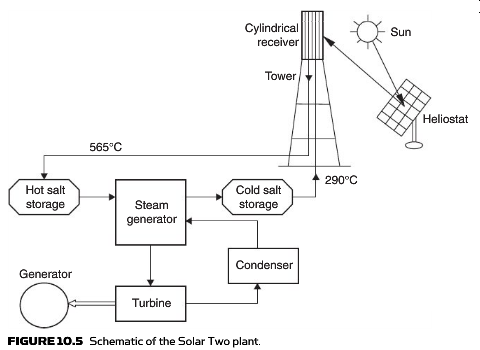 Cylindrical
receiver
Sun
Tower
Heliostat
565°C
290°C
Hot salt
storage
Steam
generator
Cold salt
storage
Condenser
Generator
Turbine
FIGURE 10.5 Schematic of the Solar Two plant.